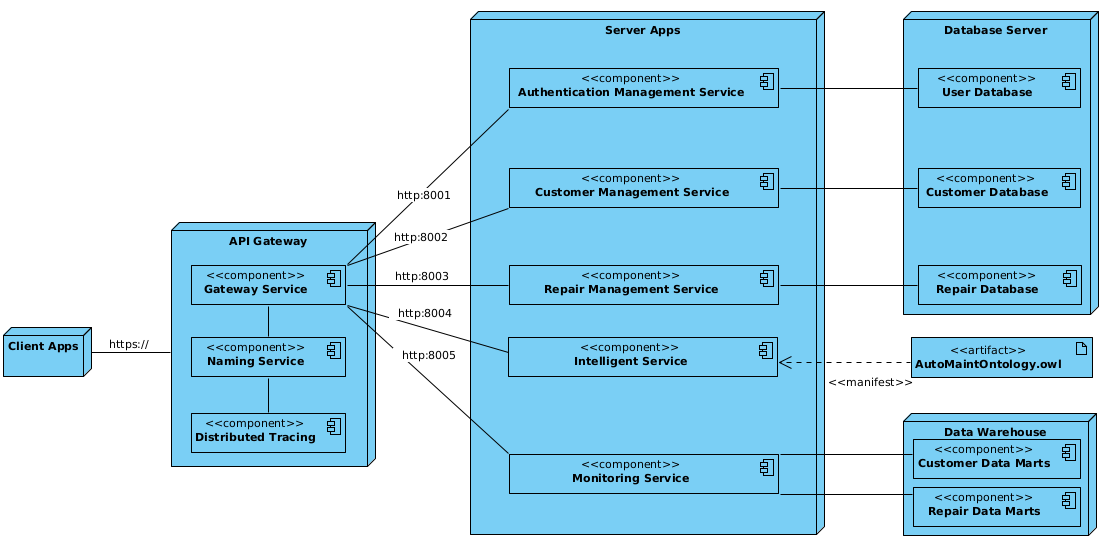 Server Apps
Database Server
<<component>>
Authentication Management Service
<<component>>
User Database
http:8001
<<component>>
Customer Management Service
<<component>>
Customer Database
http:8002
API Gateway
<<component>>
Gateway Service
http:8003
<<component>>
Repair Management Service
<<component>>
Repair Database
http:8004
Client Apps
https://
<<component>>
Naming Service
http:8005
<<component>>
Intelligent Service
<<artifact>>
AutoMaintOntology.owl
<<manifest>>
<<component>>
Distributed Tracing
<<component>>
Monitoring Service
Data Warehouse
<<component>>
Customer Data Marts
<<component>>
Repair Data Marts